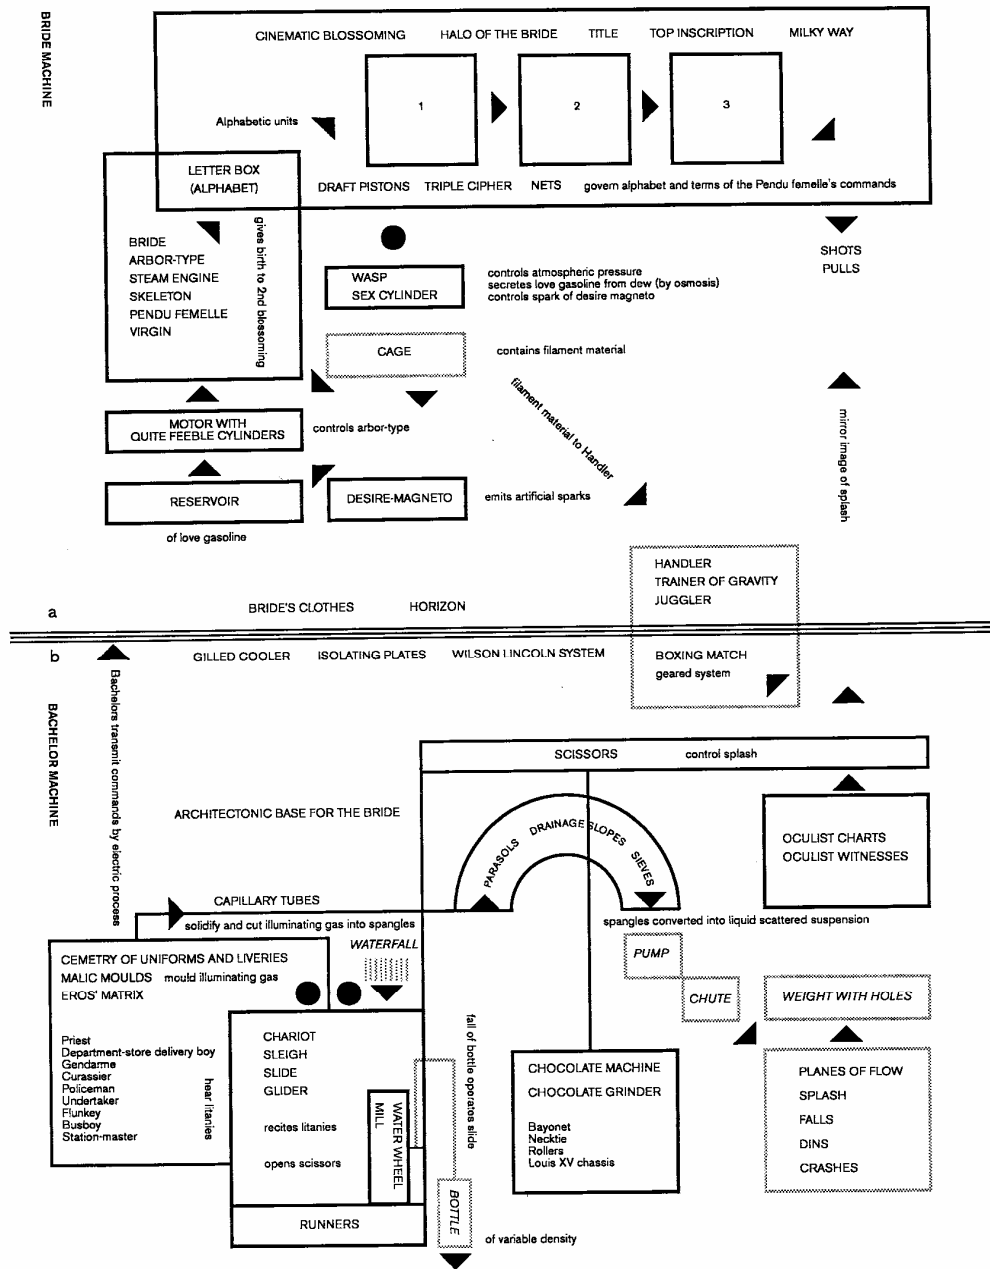 BRIDE MACHINE
CINEMATIC BLOSSOMING HALO OF THE BRIDE TITLE TOP INSCRIPTION MILKY WAY
1 2 3
Alphabetic units
LETTER BOX
(ALPHABET)
DRAFT PISTONS TRIPLE CIPHER NETS govern alphabet and terms of the Pendu femelle's commands
BRIDE
ARBOR-TYPE
STEAM ENGINE
SKELETON
PENDU FEMELLE
VIRGIN
gives birth to 2nd blossoming
WASP
SEX CYLINDER
controls atmospheric pressure
secretes love gasoline from dew (by osmosis)
controls spark of desire magneto
SHOTS
PULLS
CAGE
contains filament material
filament material to Handler
mirror image of splash
MOTOR WITH
QUITE FEEBLE CYLINDERS
controls arbor-type
RESERVOIR
of love gasoline
DESIRE-MAGNETO
emits artificial sparks
HANDLER
TRAINER OF GRAVITY
JUGGLER
a
BRIDE'S CLOTHES HORIZON
b
GILLED COOLER ISOLATING PLATES WILSON LINCOLN SYSTEM
BOXING MATCH
geared system
BACHELOR MACHINE
Bachelors transmit commands by electric process
SCISSORS control splash
ARCHITECTONIC BASE FOR THE BRIDE
PARASOLS DRAINAGE SLOPES SIEVES
OCULIST CHARTS
OCULIST WITNESSES
CAPILLARY TUBES
solidify and cut illuminating gas into spangles
spangles converted into liquid scattered suspension
WATERFALL
CEMETRY OF UNIFORMS AND LIVERIES
MALIC MOULDS mould illuminating gas
EROS' MATRIX
Priest
Department-store delivery boy
Gendarme
Curassier
Policeman
Undertaker
Flunkey
Busboy
Station-master
hear litanies
CHARIOT
SLEIGH
SLIDE
GLIDER
recites litanies
opens scissors
WATER WHEEL
MILL
RUNNERS
fall of bottle operates slide
BOTTLE
of variable density
CHOCOLATE MACHINE
CHOCOLATE GRINDER
Bayonet
Necktie
Rollers
Louis XV chassis
PUMP
CHUTE
WEIGHT WITH HOLES
PLANES OF FLOW
SPLASH
FALLS
DINS
CRASHES